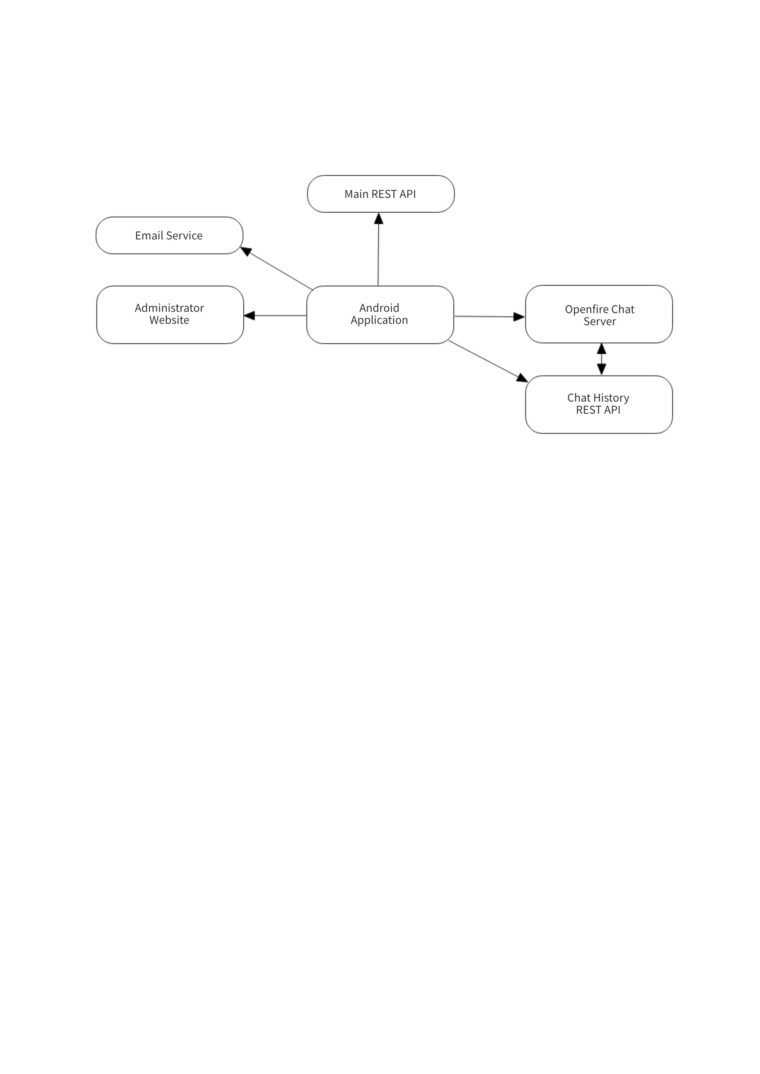 Main REST API
Email Service
Administrator
Website
Android
Application
Openfire Chat
Server
Chat History
REST API